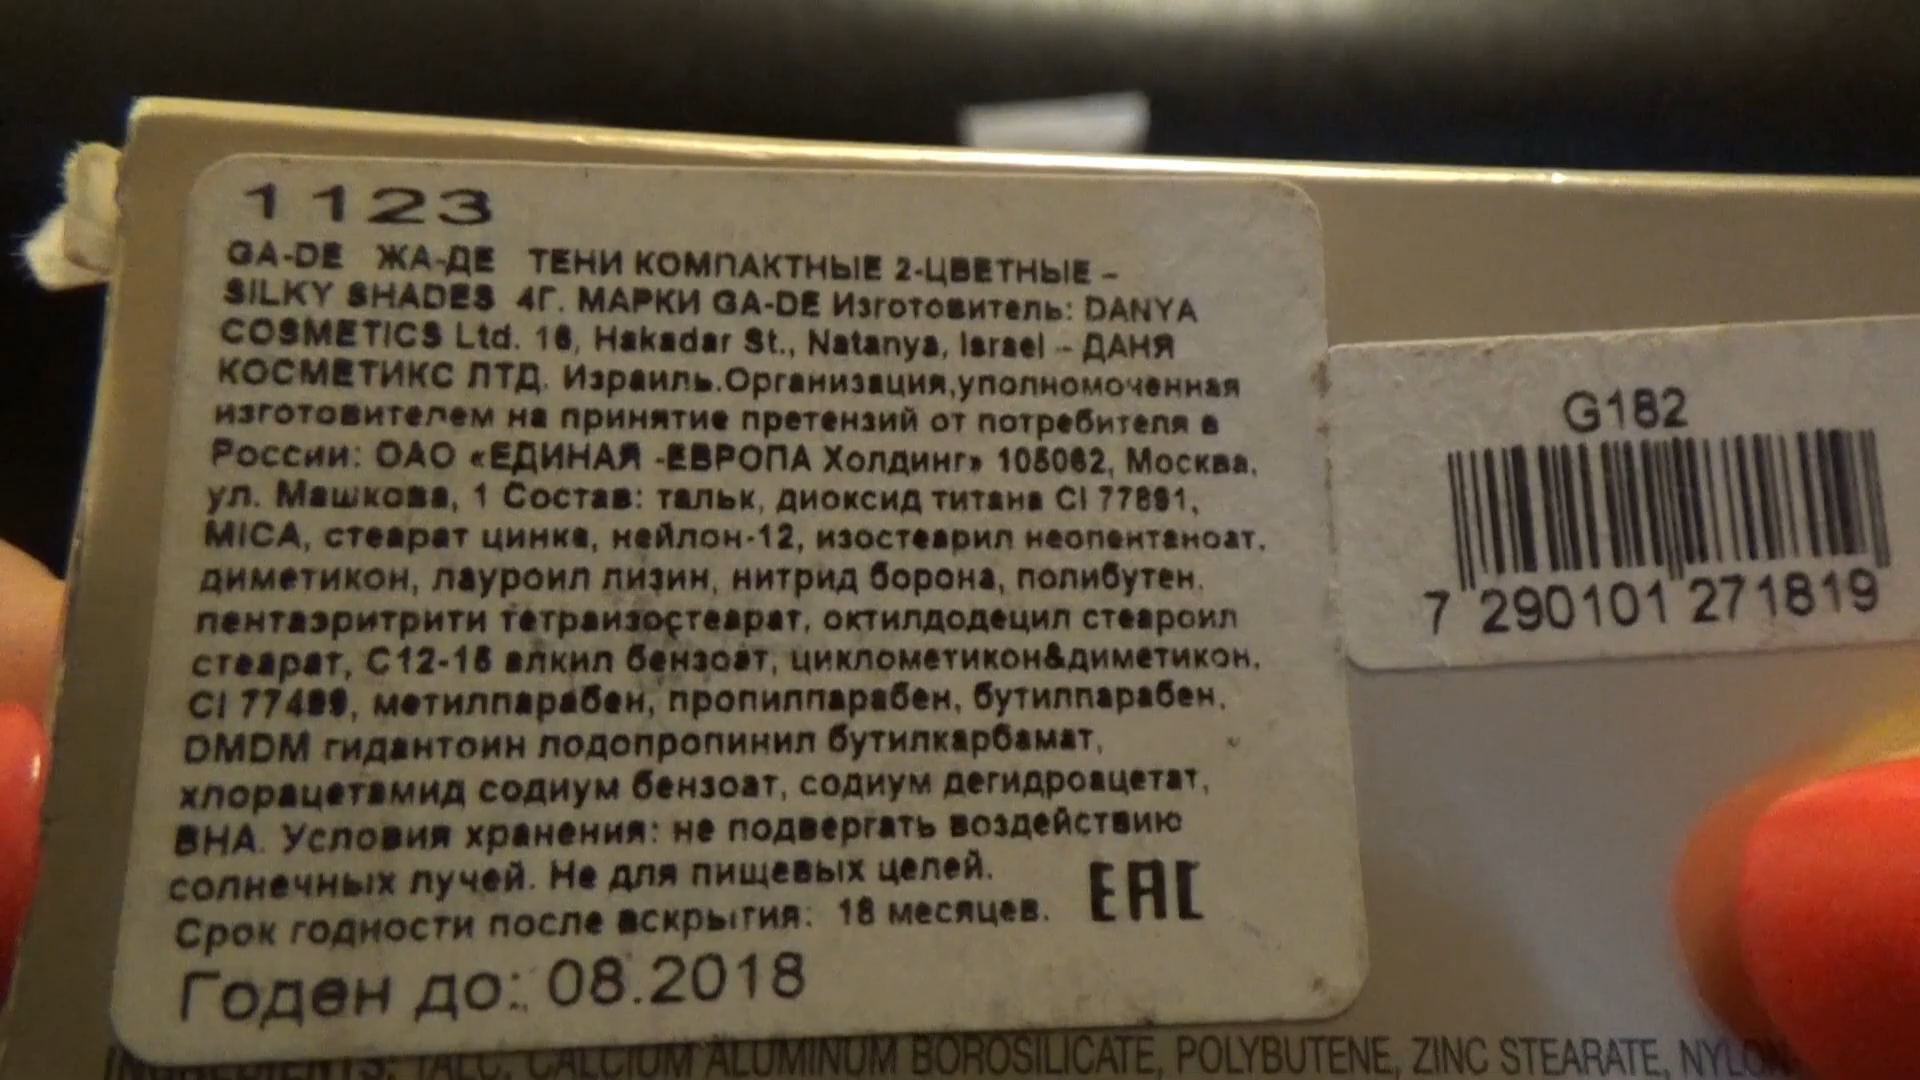 1123
GA-DE ЖА-ДЕ ТЕНИ КОМПАКТНЫЕ 2-ЦВЕТНЫЕ –
SILKY SHADES 4Г. МАРКИ GA-DE Изготовитель: DANYA
COSMETICS Ltd. 16, Hakadar St., Natanya, Israel - ДАНЯ
КОСМЕТИКС ЛТД. Израиль.Организация,уполномоченная
изготовителем на принятие претензий от потребителя в
России: ОАО «ЕДИНАЯ -ЕВРОПА Холдинг» 105062, Москва,
ул. Машкова, 1 Состав: тальк, диоксид титана CI 77891,
MICA, стеарат цинка, нейлон-12, изостеарил неопентаноат,
диметикон, лауроил лизин, нитрид борона, полибутен,
пентаэритрити тетраизостеарат, октилдодецил стеароил
стеарат, С12-15 алкил бензоат, циклометикон&диметикон,
CI 77499, метилпарабен, пропилпарабен, бутилпарабен,
DMDM гидантоин лодопропинил бутилкарбамат,
хлорацетамид содиум бензоат, содиум дегидроацетат,
BHA. Условия хранения: не подвергать воздействию
солнечных лучей. Не для пищевых целей.
Срок годности после вскрытия: 18 месяцев. EAC
Годен до: 08.2018
G182
7 290101 271819
INGREDIENTS: TALC, CALCIUM ALUMINUM BOROSILICATE, POLYBUTENE, ZINC STEARATE, NYLON-